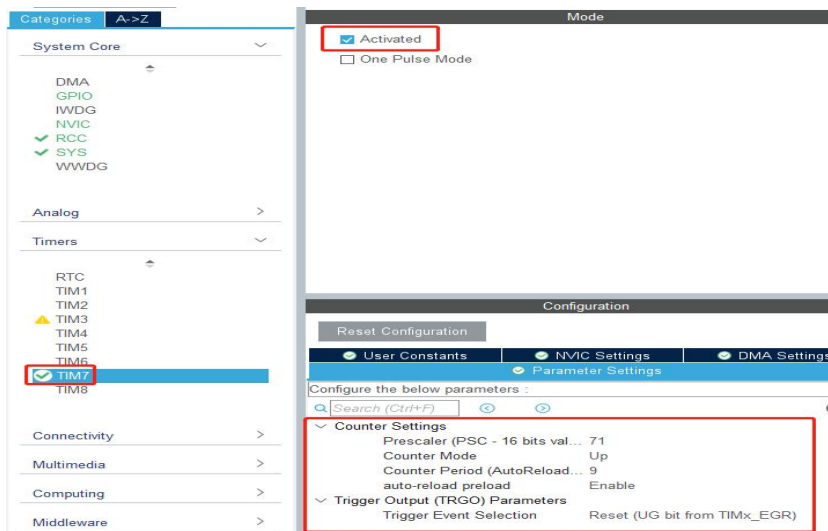 Categories A->Z
System Core
DMA
GPIO
IWDG
NVIC
RCC
SYS
WWDG
Analog
Timers
RTC
TIM1
TIM2
TIM3
TIM4
TIM5
TIM6
TIM7
TIM8
Connectivity
Multimedia
Computing
Middleware
Mode
Activated
One Pulse Mode
Configuration
Reset Configuration
User Constants NVIC Settings DMA Settings
Parameter Settings
Configure the below parameters :
Search (Ctrl+F)
Counter Settings
Prescaler (PSC - 16 bits val... 71
Counter Mode Up
Counter Period (AutoReload... 9
auto-reload preload Enable
Trigger Output (TRGO) Parameters
Trigger Event Selection Reset (UG bit from TIMx_EGR)